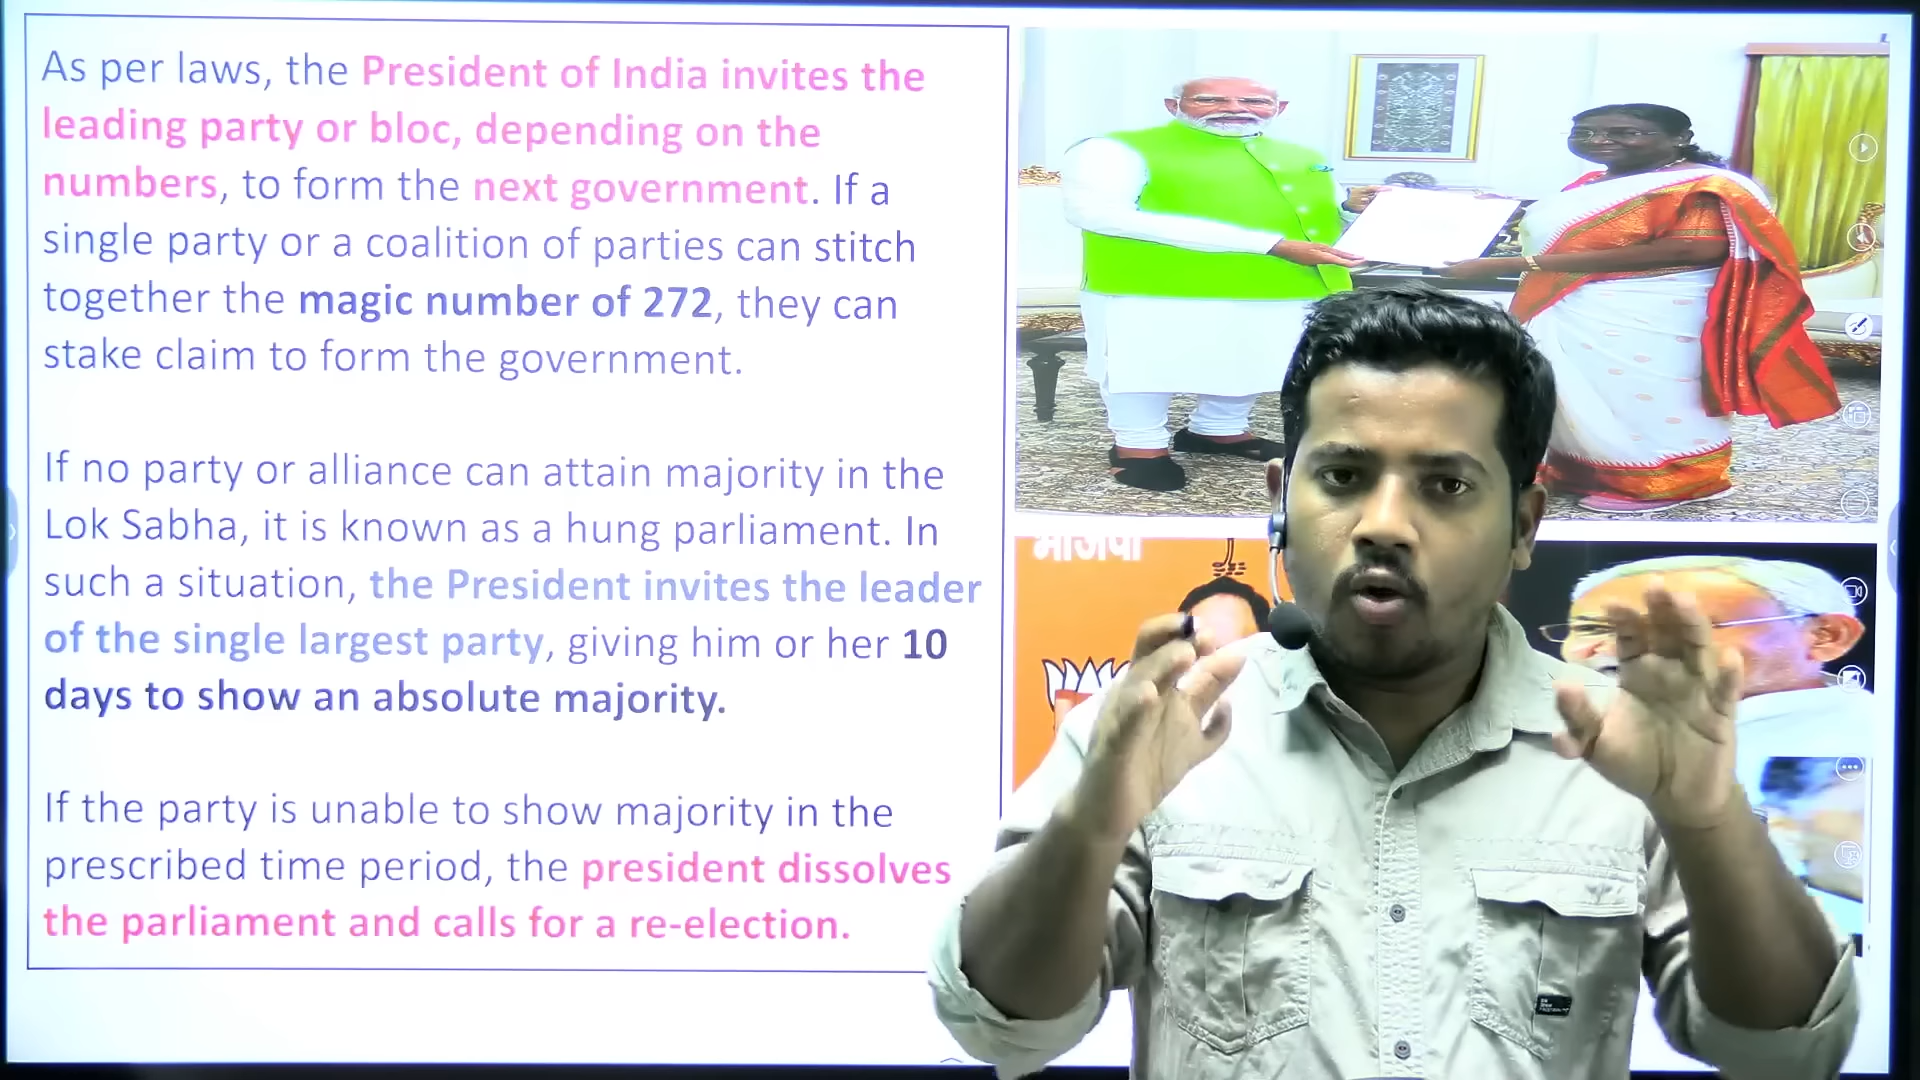 As per laws, the President of India invites the
leading party or bloc, depending on the
numbers, to form the next government. If a
single party or a coalition of parties can stitch
together the magic number of 272, they can
stake claim to form the government.
If no party or alliance can attain majority in the
Lok Sabha, it is known as a hung parliament. In
such a situation, the President invites the leader
of the single largest party, giving him or her 10
days to show an absolute majority.
If the party is unable to show majority in the
prescribed time period, the president dissolves
the parliament and calls for a re-election.
भाजपा